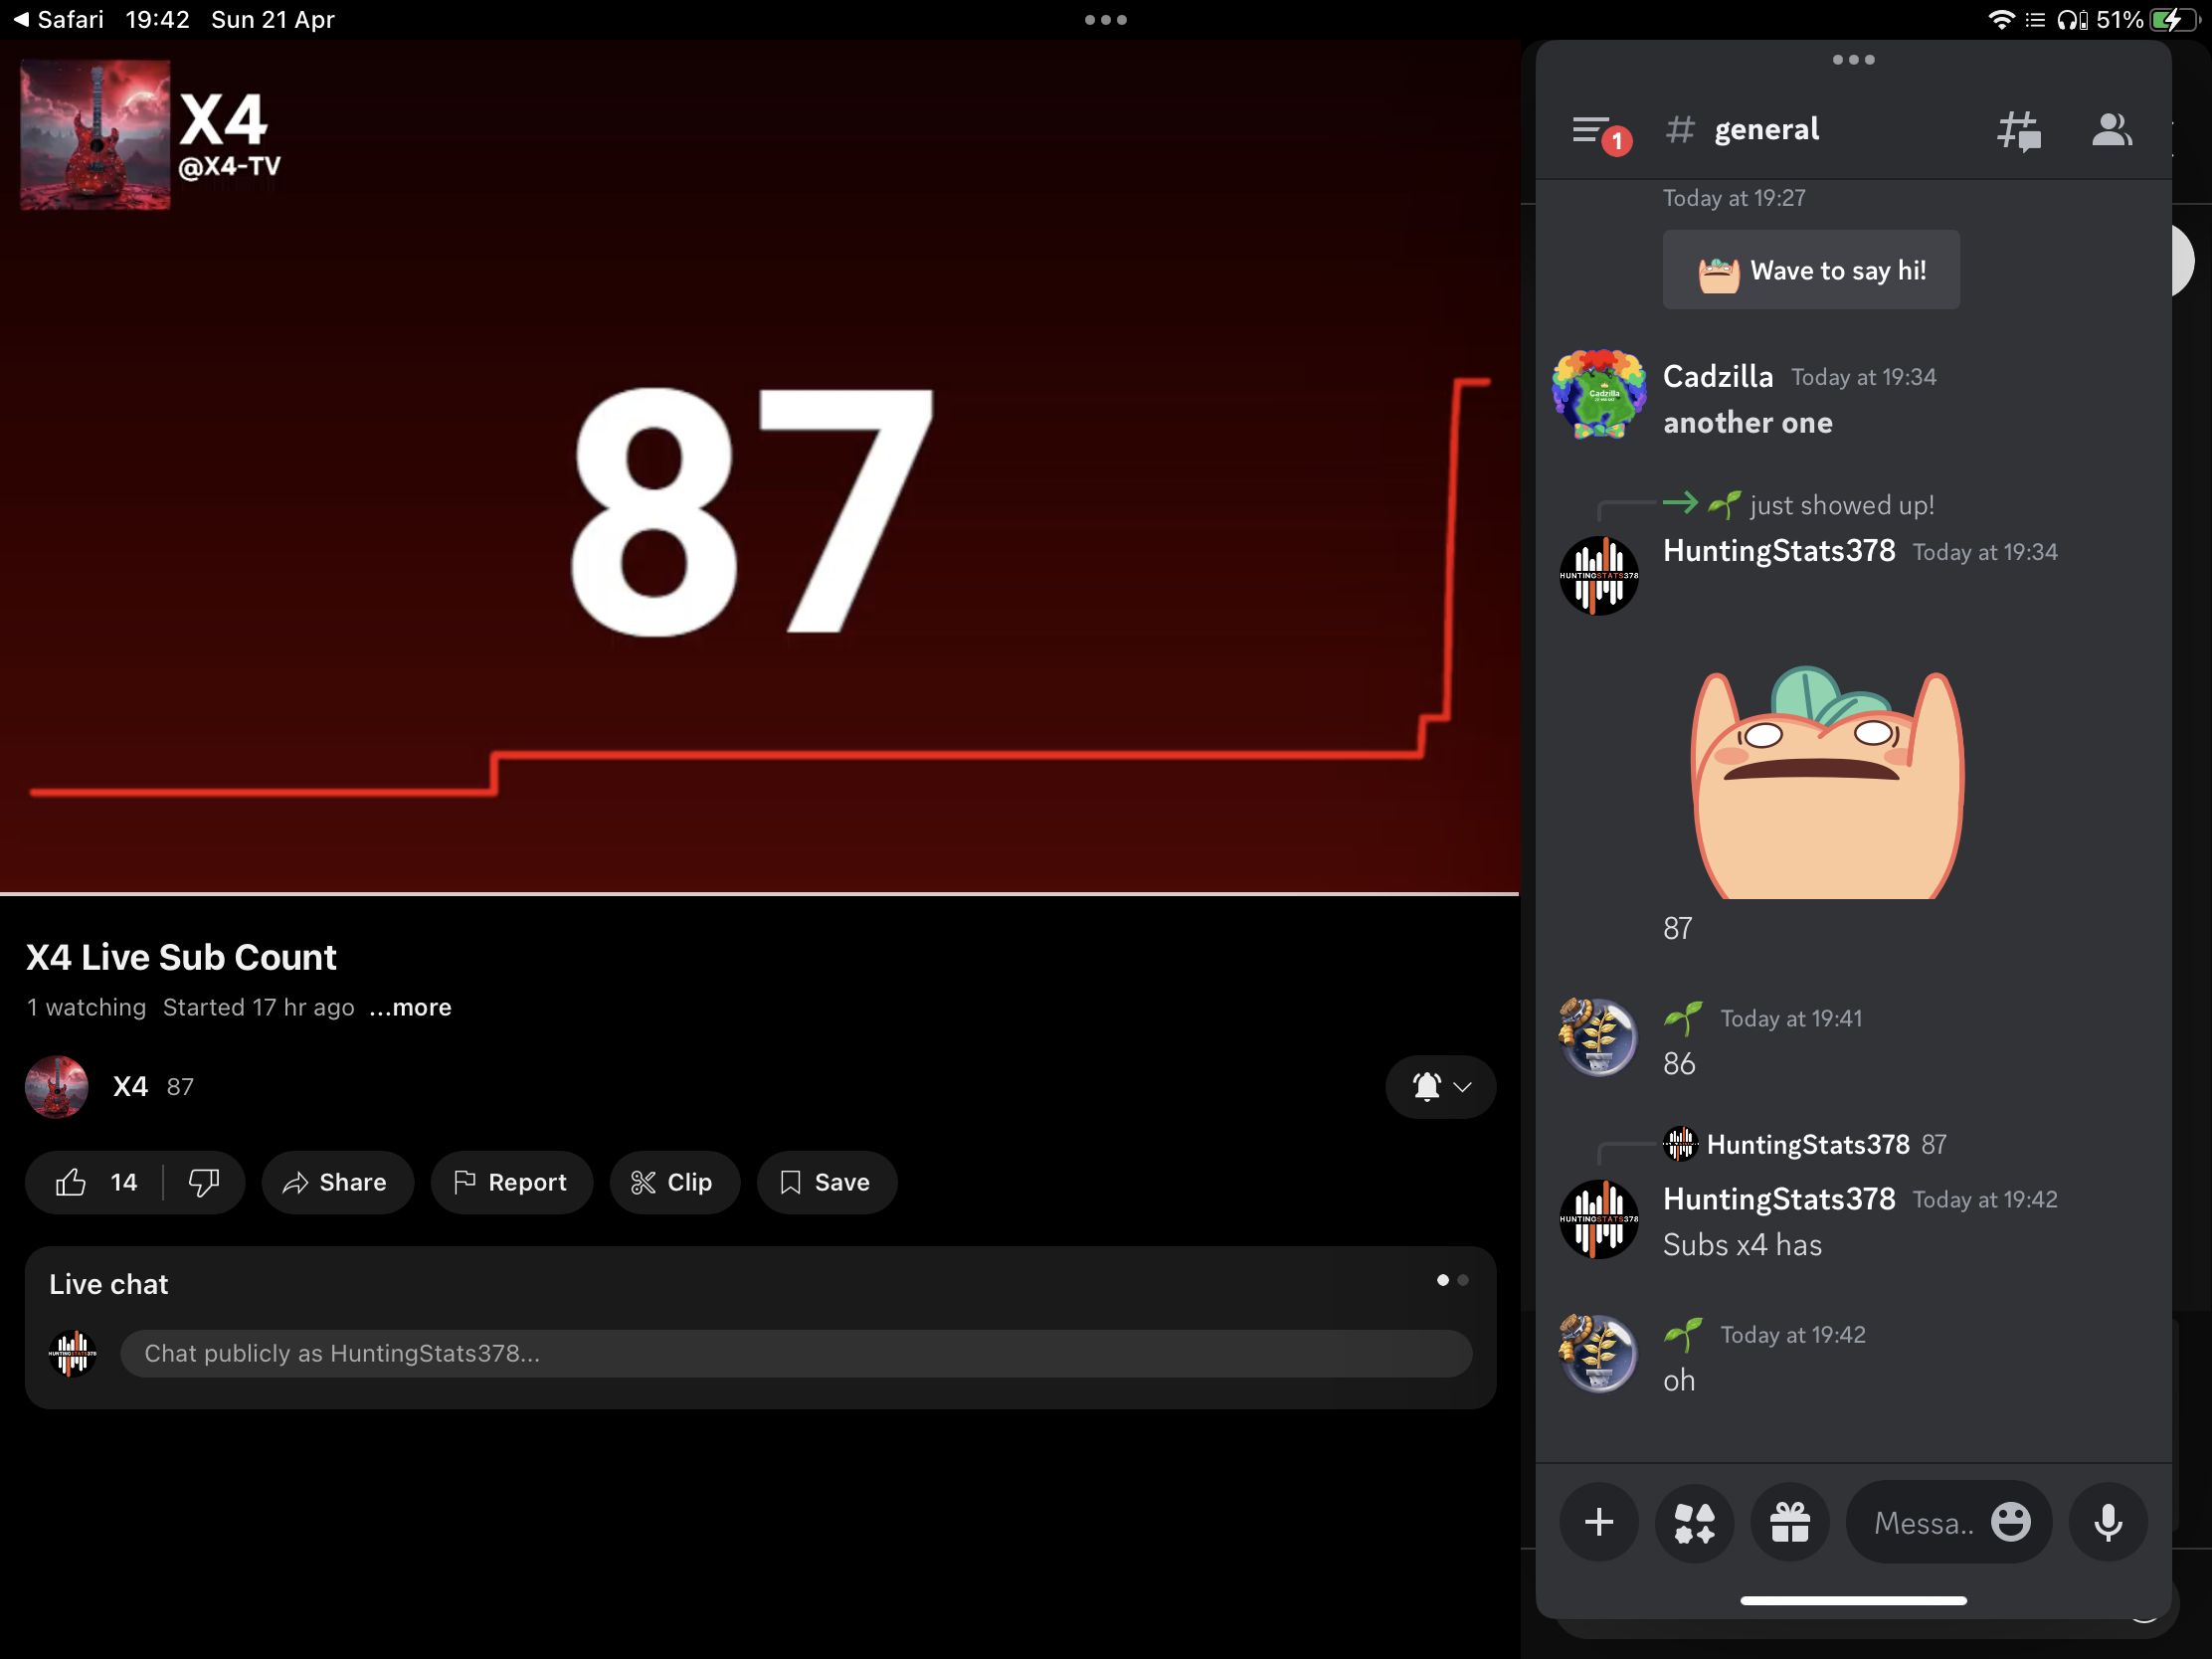 Safari 19:42 Sun 21 Apr
51%
X4
@X4-TV
87
X4 Live Sub Count
1 watching Started 17 hr ago ...more
X4 87
14 Share Report Clip Save
Live chat
HUNTINGSTATS378
Chat publicly as HuntingStats378...
1
# general
Today at 19:27
Wave to say hi!
Cadzilla
Cadzilla Today at 19:34
another one
🌱 just showed up!
HUNTINGSTATS378
HuntingStats378 Today at 19:34
87
🌱 Today at 19:41
86
HuntingStats378 87
HUNTINGSTATS378
HuntingStats378 Today at 19:42
Subs x4 has
🌱 Today at 19:42
oh
Messa..